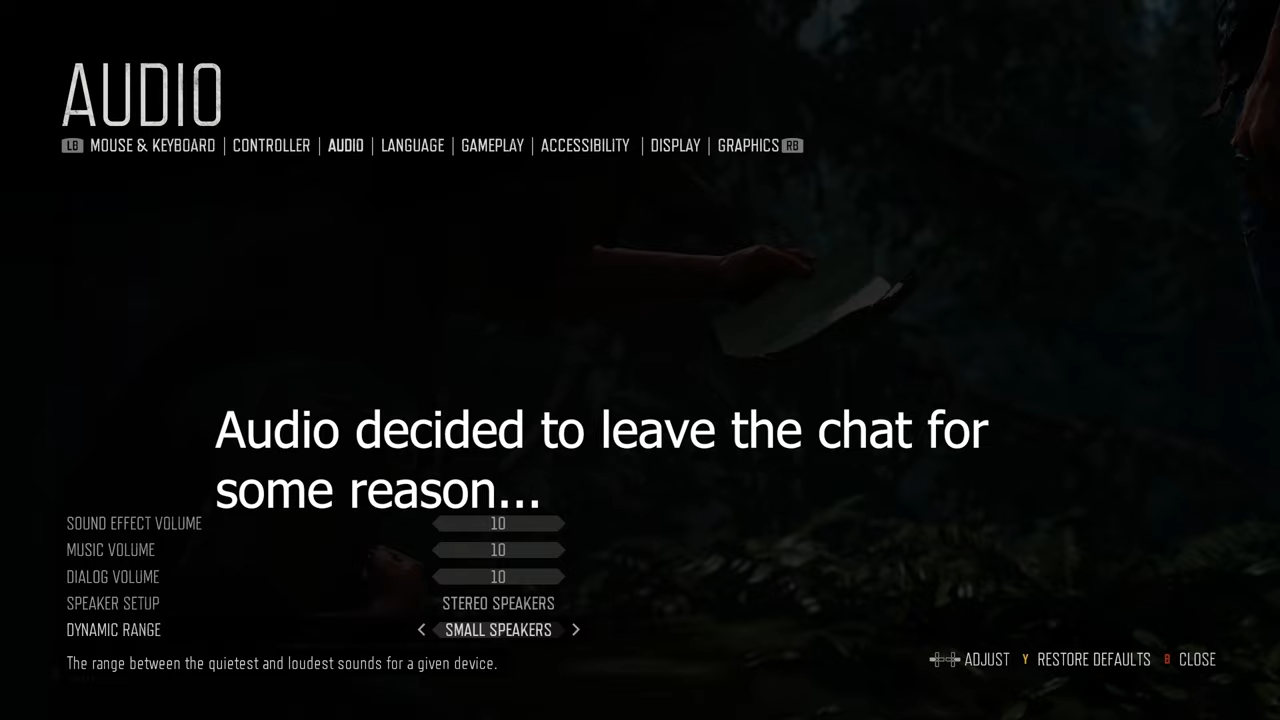 AUDIO
LB MOUSE & KEYBOARD | CONTROLLER | AUDIO | LANGUAGE | GAMEPLAY | ACCESSIBILITY | DISPLAY | GRAPHICS RB
Audio decided to leave the chat for
some reason...
SOUND EFFECT VOLUME 10
MUSIC VOLUME 10
DIALOG VOLUME 10
SPEAKER SETUP STEREO SPEAKERS
DYNAMIC RANGE < SMALL SPEAKERS >
The range between the quietest and loudest sounds for a given device.
ADJUST Y RESTORE DEFAULTS B CLOSE